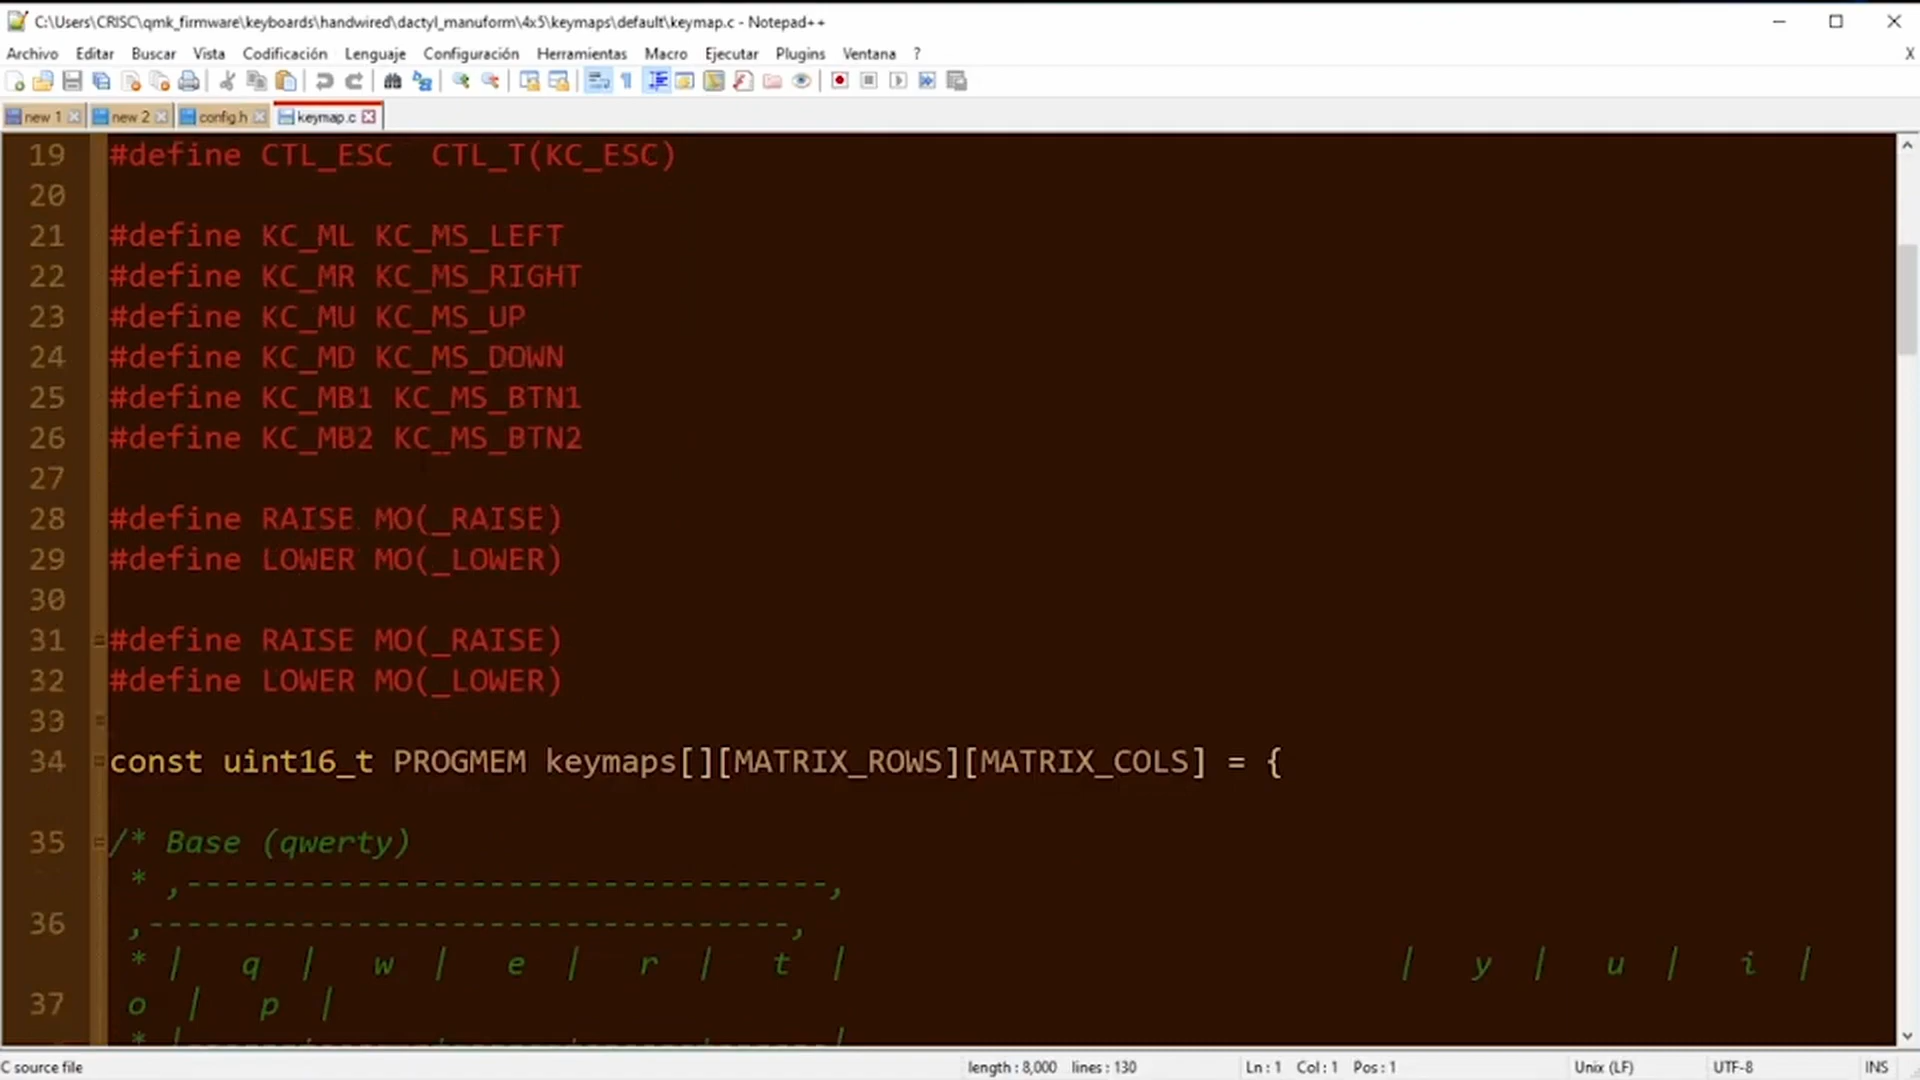 C:\Users\CRISC\qmk_firmware\keyboards\handwired\dactyl_manuform\4x5\keymaps\default\keymap.c - Notepad++
Archivo Editar Buscar Vista Codificación Lenguaje Configuración Herramientas Macro Ejecutar Plugins Ventana ? X
new 1 new 2 config.h keymap.c
19 #define CTL_ESC  CTL_T(KC_ESC)
20
21 #define KC_ML KC_MS_LEFT
22 #define KC_MR KC_MS_RIGHT
23 #define KC_MU KC_MS_UP
24 #define KC_MD KC_MS_DOWN
25 #define KC_MB1 KC_MS_BTN1
26 #define KC_MB2 KC_MS_BTN2
27
28 #define RAISE MO(_RAISE)
29 #define LOWER MO(_LOWER)
30
31 #define RAISE MO(_RAISE)
32 #define LOWER MO(_LOWER)
33
34 const uint16_t PROGMEM keymaps[][MATRIX_ROWS][MATRIX_COLS] = {
35 /* Base (qwerty)
* ,----------------------------------,
36 ,----------------------------------,
* |   q  |   w  |   e  |   r  |   t  |                              |   y  |   u  |   i  |
37 o  |   p  |
C source file length : 8,000 lines : 130 Ln : 1 Col : 1 Pos : 1 Unix (LF) UTF-8 INS